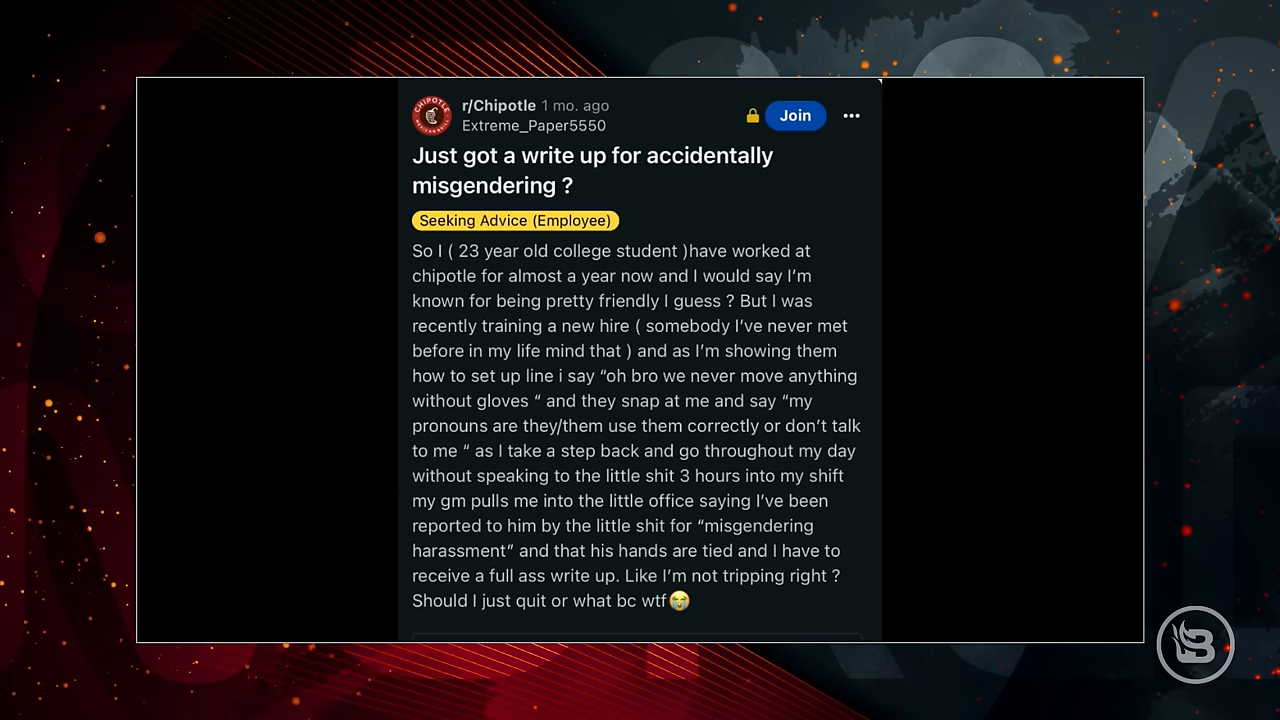 r/Chipotle 1 mo. ago
Extreme_Paper5550
Join
Just got a write up for accidentally
misgendering ?
Seeking Advice (Employee)
So I ( 23 year old college student )have worked at
chipotle for almost a year now and I would say I’m
known for being pretty friendly I guess ? But I was
recently training a new hire ( somebody I’ve never met
before in my life mind that ) and as I’m showing them
how to set up line i say “oh bro we never move anything
without gloves “ and they snap at me and say “my
pronouns are they/them use them correctly or don’t talk
to me “ as I take a step back and go throughout my day
without speaking to the little shit 3 hours into my shift
my gm pulls me into the little office saying I’ve been
reported to him by the little shit for “misgendering
harassment” and that his hands are tied and I have to
receive a full ass write up. Like I’m not tripping right ?
Should I just quit or what bc wtf😭
B